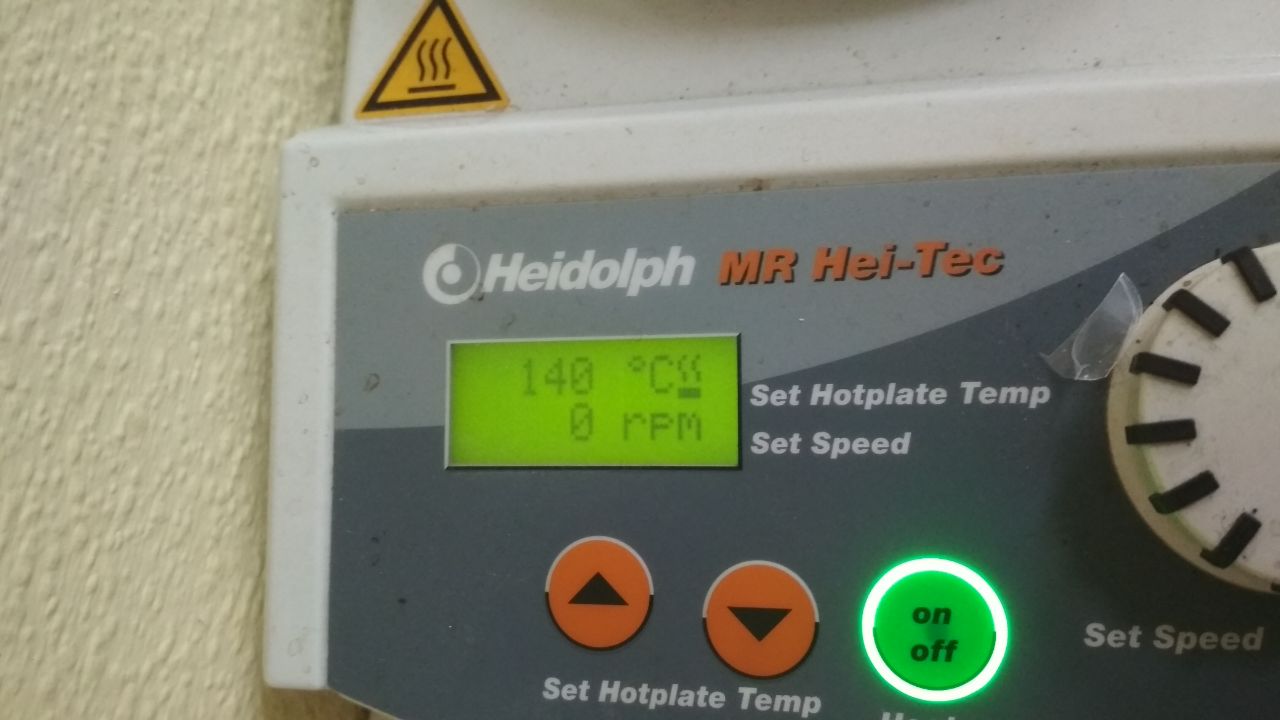 Heidolph MR Hei-Tec
140 °C
0 rpm
Set Hotplate Temp
Set Speed
on
off
Set Speed
Set Hotplate Temp